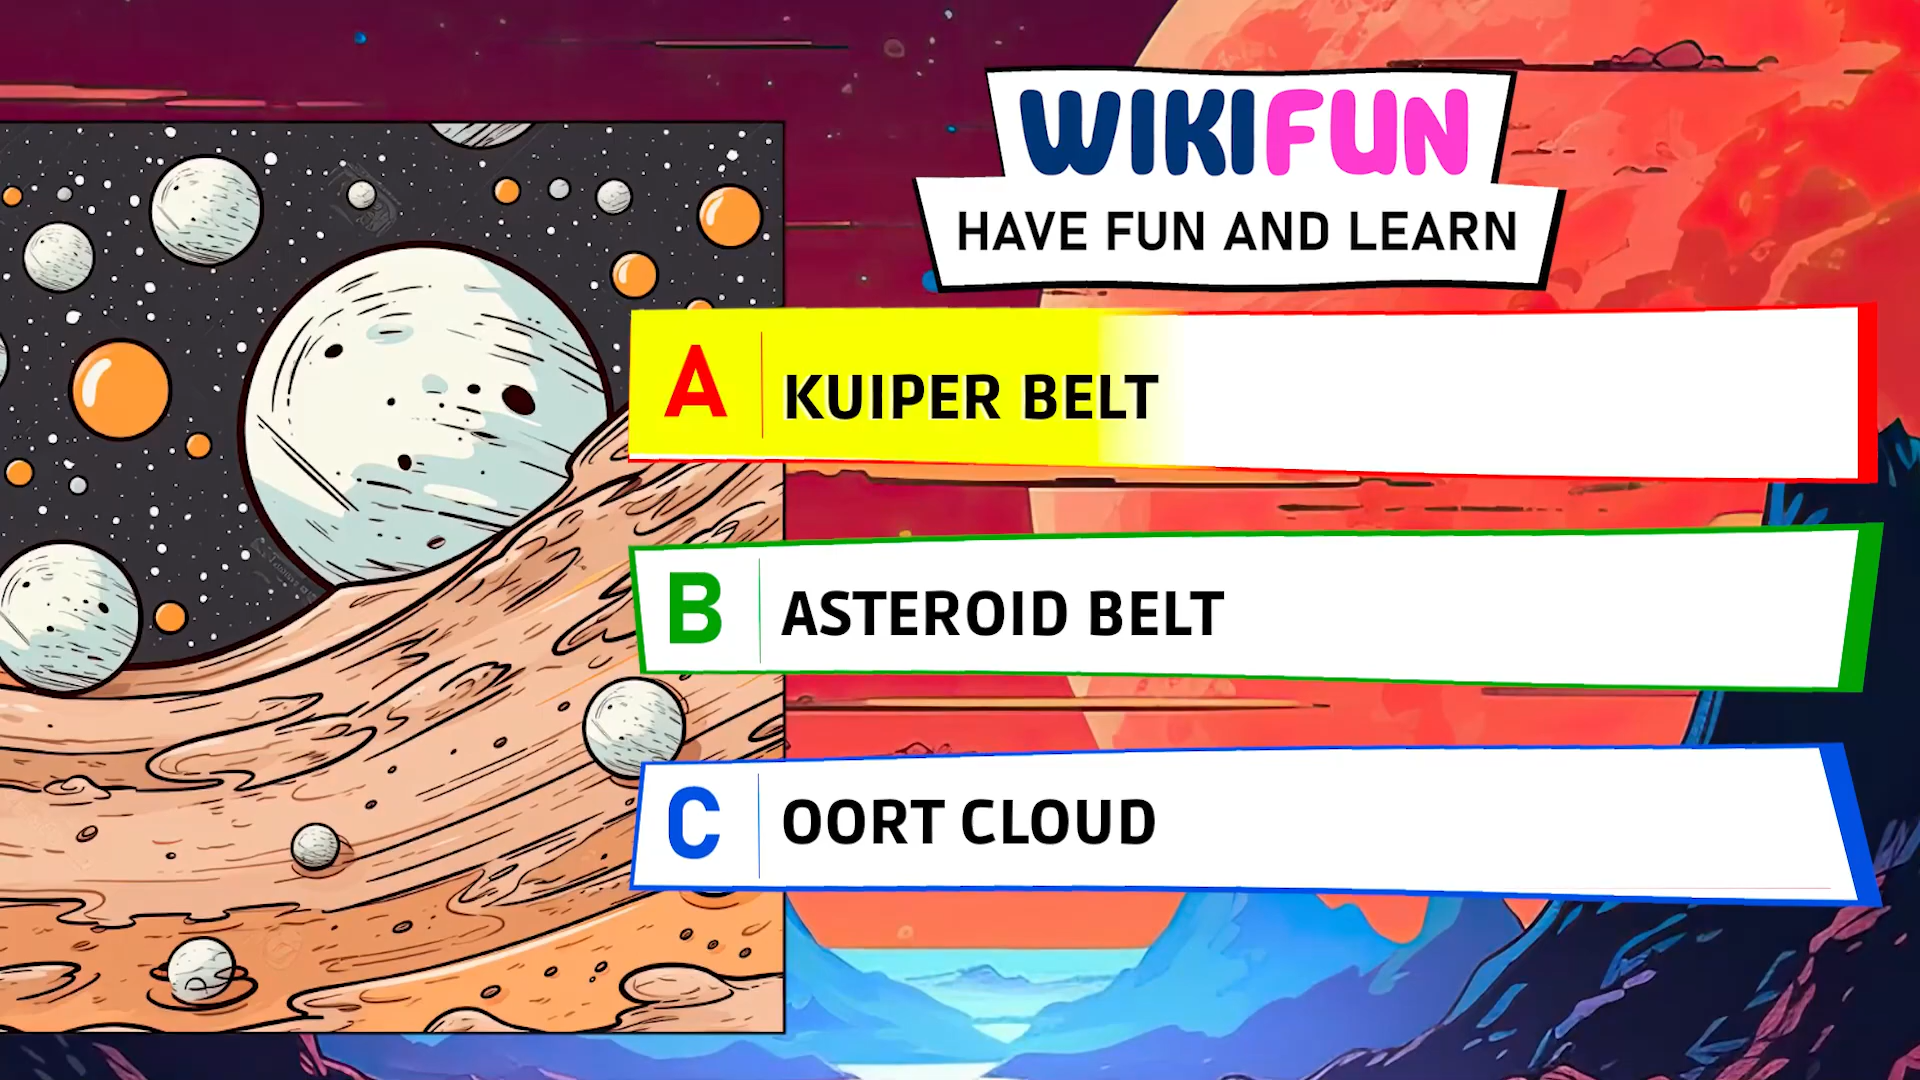 WIKIFUN
HAVE FUN AND LEARN
A KUIPER BELT
B ASTEROID BELT
C OORT CLOUD